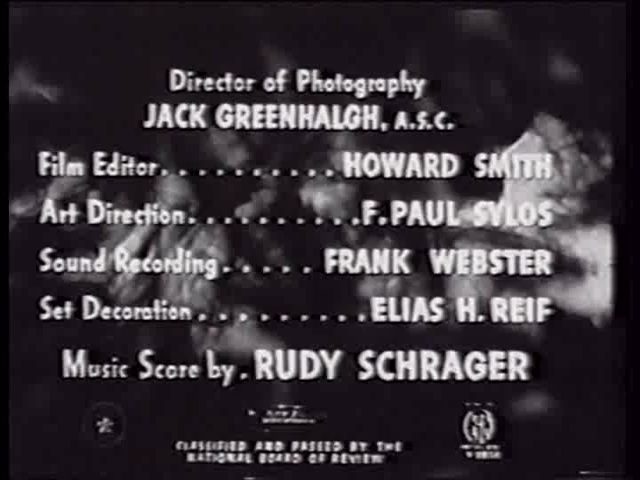 Director of Photography
JACK GREENHALGH, A.S.C.
Film Editor.......... HOWARD SMITH
Art Direction.......... F. PAUL SYLOS
Sound Recording..... FRANK WEBSTER
Set Decoration......... ELIAS H. REIF
Music Score by. RUDY SCHRAGER
CLASSIFIED AND PASSED BY THE
NATIONAL BOARD OF REVIEW